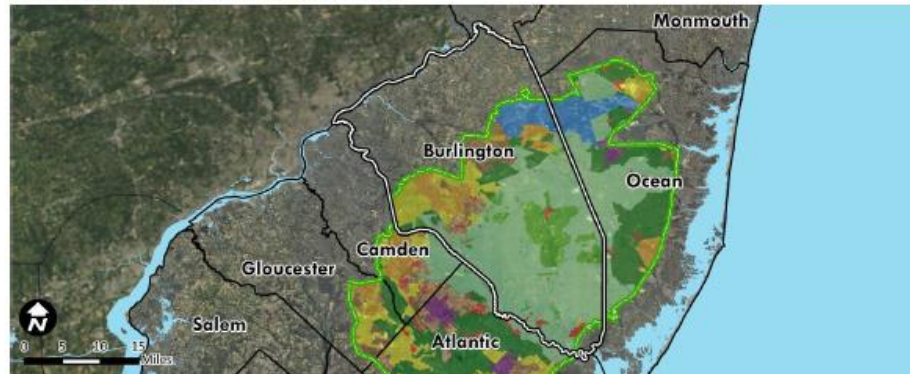 Monmouth
Burlington
Ocean
Camden
Gloucester
Salem
Atlantic
N
0 5 10 15
Miles